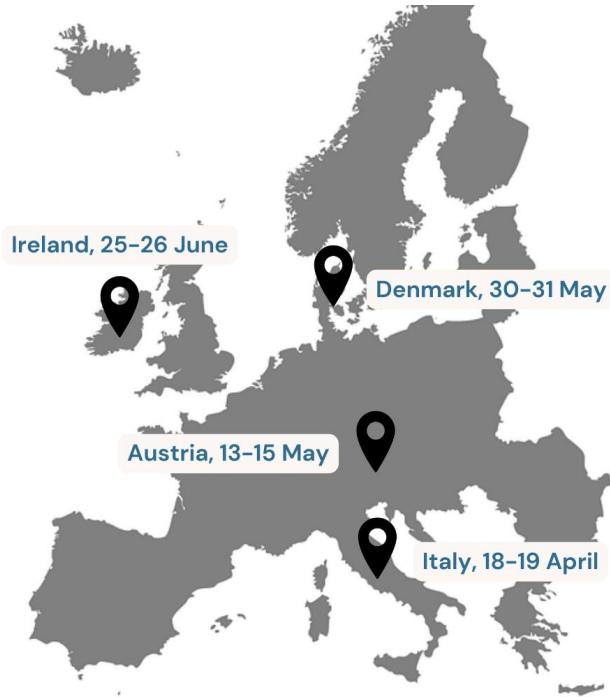 Ireland, 25-26 June
Denmark, 30-31 May
Austria, 13-15 May
Italy, 18-19 April